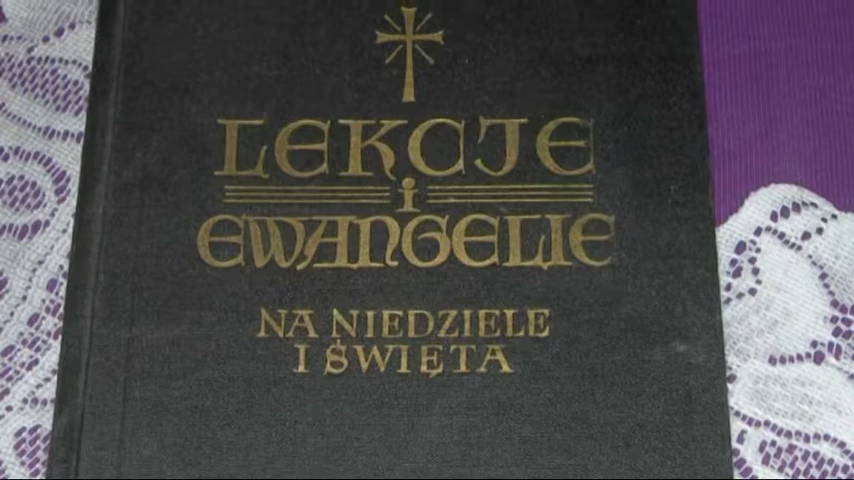 LEKCJE
i
EWANGELIE
NA NIEDZIELE
I ŚWIĘTA